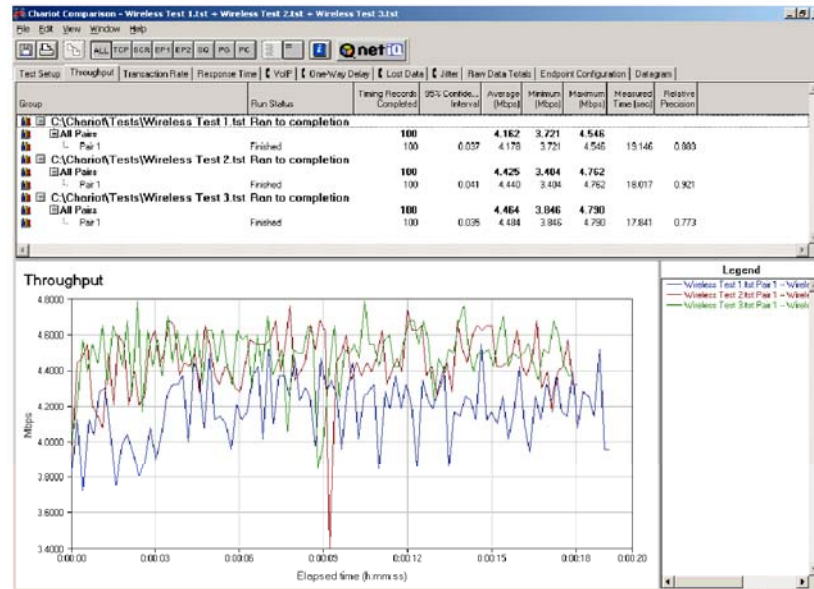 Chariot Comparison - Wireless Test 1.tst + Wireless Test 2.tst + Wireless Test 3.tst
File Edit View Window Help
ALL TCP SCR EP1 EP2 SQ PG PC i netiQ
Test Setup Throughput Transaction Rate Response Time VoIP One-Way Delay Lost Data Jitter Raw Data Totals Endpoint Configuration Datagram
Group Run Status Timing Records Completed 95% Confide... Interval Average (Mbps) Minimum (Mbps) Maximum (Mbps) Measured Time (sec) Relative Precision
C:\Chariot\Tests\Wireless Test 1.tst Ran to completion
All Pairs 100 4.162 3.721 4.546
Pair 1 Finished 100 0.037 4.178 3.721 4.546 19.146 0.883
C:\Chariot\Tests\Wireless Test 2.tst Ran to completion
All Pairs 100 4.425 3.404 4.762
Pair 1 Finished 100 0.041 4.440 3.404 4.762 18.017 0.921
C:\Chariot\Tests\Wireless Test 3.tst Ran to completion
All Pairs 100 4.464 3.846 4.790
Pair 1 Finished 100 0.035 4.484 3.846 4.790 17.841 0.773
Throughput
4.8000
4.6000
4.4000
4.2000
4.0000
3.8000
3.6000
3.4000
Mbps
0:00:00 0:00:03 0:00:06 0:00:09 0:00:12 0:00:15 0:00:18 0:00:20
Elapsed time (h:mm:ss)
Legend
Wireless Test 1.tst Pair 1 -- Wirele
Wireless Test 2.tst Pair 1 -- Wirele
Wireless Test 3.tst Pair 1 -- Wirele